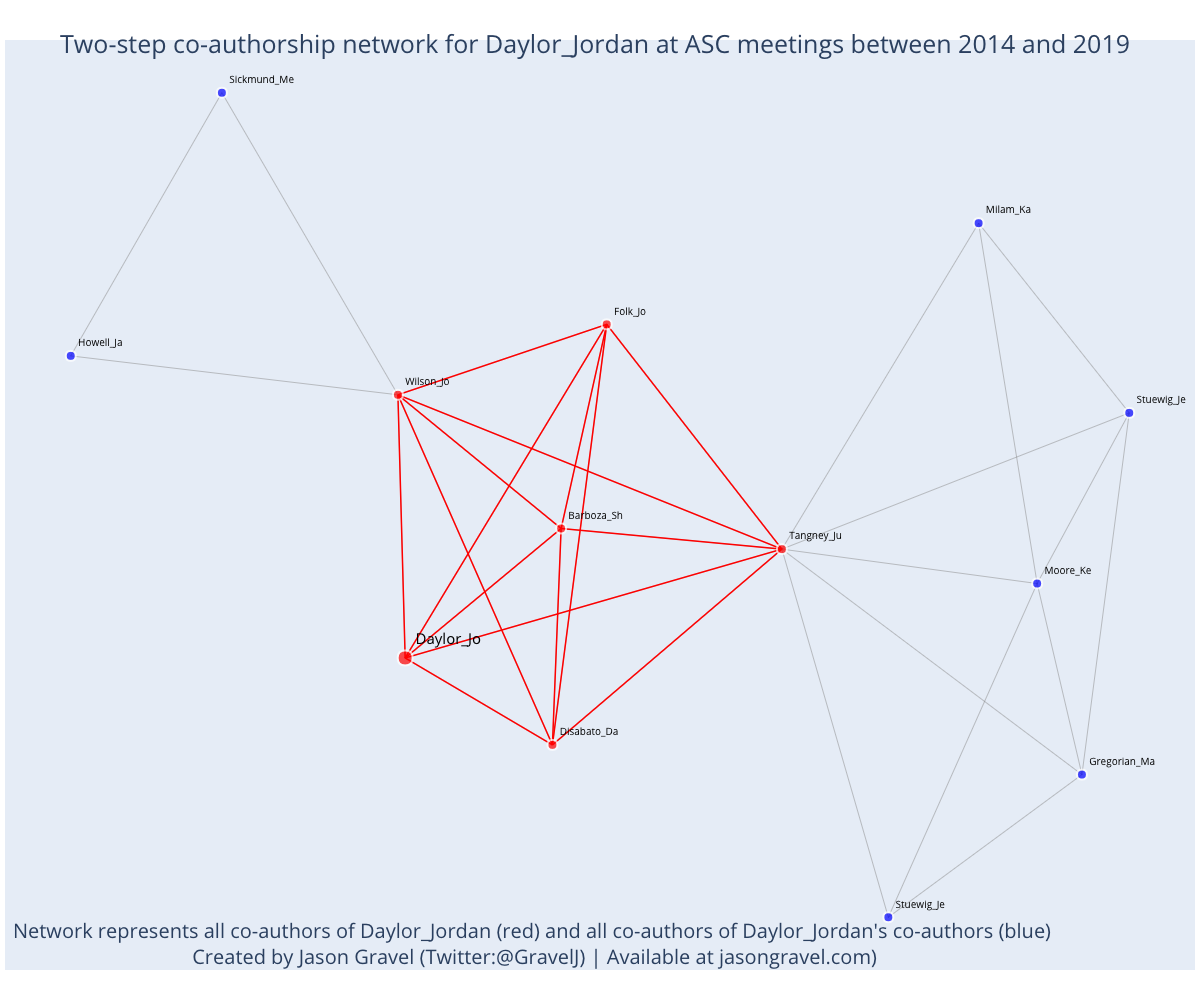 Two-step co-authorship network for Daylor_Jordan at ASC meetings between 2014 and 2019
Sickmund_Me
Milam_Ka
Folk_Jo
Howell_Ja
Wilson_Jo
Stuewig_Je
Barboza_Sh
Tangney_Ju
Moore_Ke
Daylor_Jo
Disabato_Da
Gregorian_Ma
Stuewig_Je
Network represents all co-authors of Daylor_Jordan (red) and all co-authors of Daylor_Jordan's co-authors (blue)
Created by Jason Gravel (Twitter:@GravelJ) | Available at jasongravel.com)